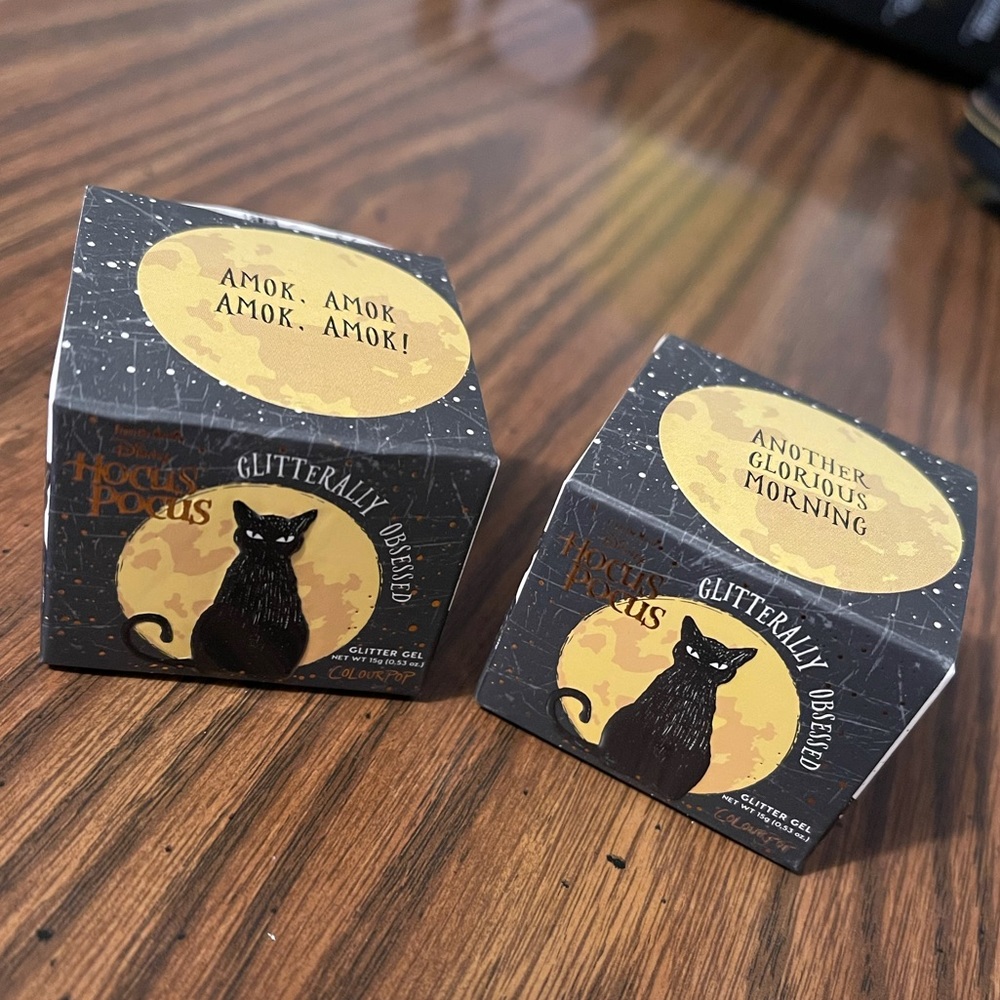 AMOK, AMOK
AMOK, AMOK!
Disney
HOCUS
POCUS
GLITTERALLY OBSESSED
GLITTER GEL
NET WT 15g (0.53 oz.)
COLOURPOP
ANOTHER
GLORIOUS
MORNING
HOCUS
POCUS
GLITTERALLY OBSESSED
GLITTER GEL
NET WT 15g (0.53 oz.)
COLOURPOP